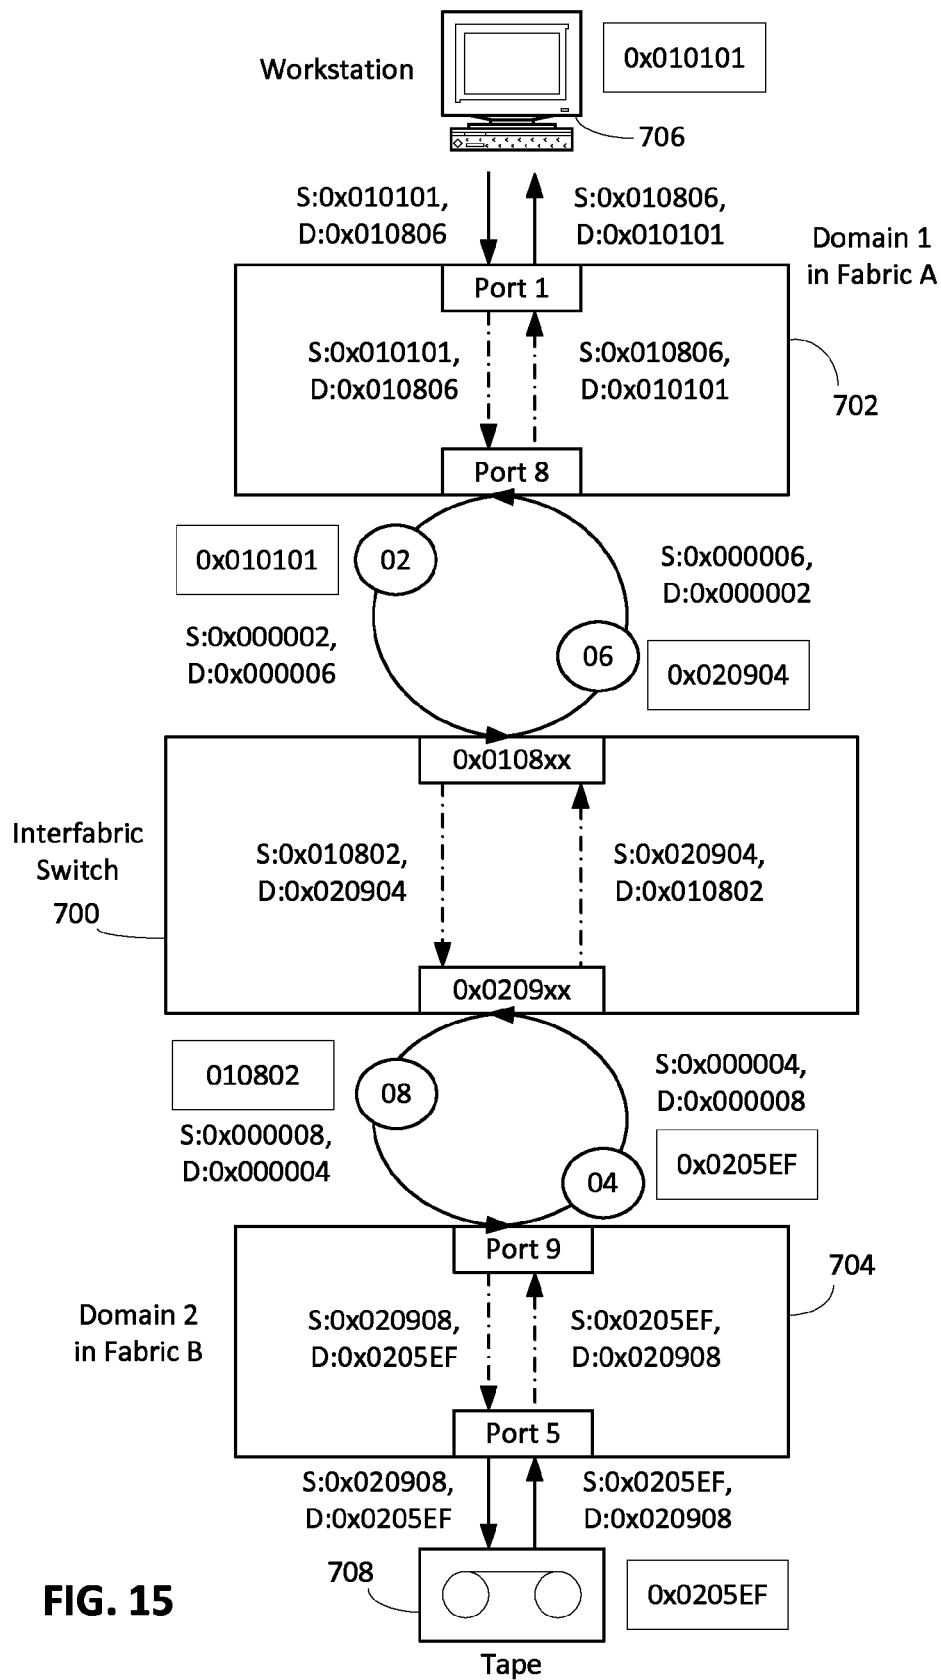 0x010101
Workstation
706
S:0x010101,
D:0x010806
S:0x010806,
D:0x010101
Domain 1
in Fabric A
Port 1
S:0x010101,
D:0x010806
S:0x010806,
D:0x010101
702
Port 8
0x010101
02
S:0x000006,
D:0x000002
S:0x000002,
D:0x000006
06
0x020904
0x0108xx
Interfabric
Switch
700
S:0x010802,
D:0x020904
S:0x020904,
D:0x010802
0x0209xx
010802
08
S:0x000004,
D:0x000008
S:0x000008,
D:0x000004
04
0x0205EF
Port 9
704
Domain 2
in Fabric B
S:0x020908,
D:0x0205EF
S:0x0205EF,
D:0x020908
Port 5
S:0x020908,
D:0x0205EF
S:0x0205EF,
D:0x020908
708
0x0205EF
FIG. 15
Tape